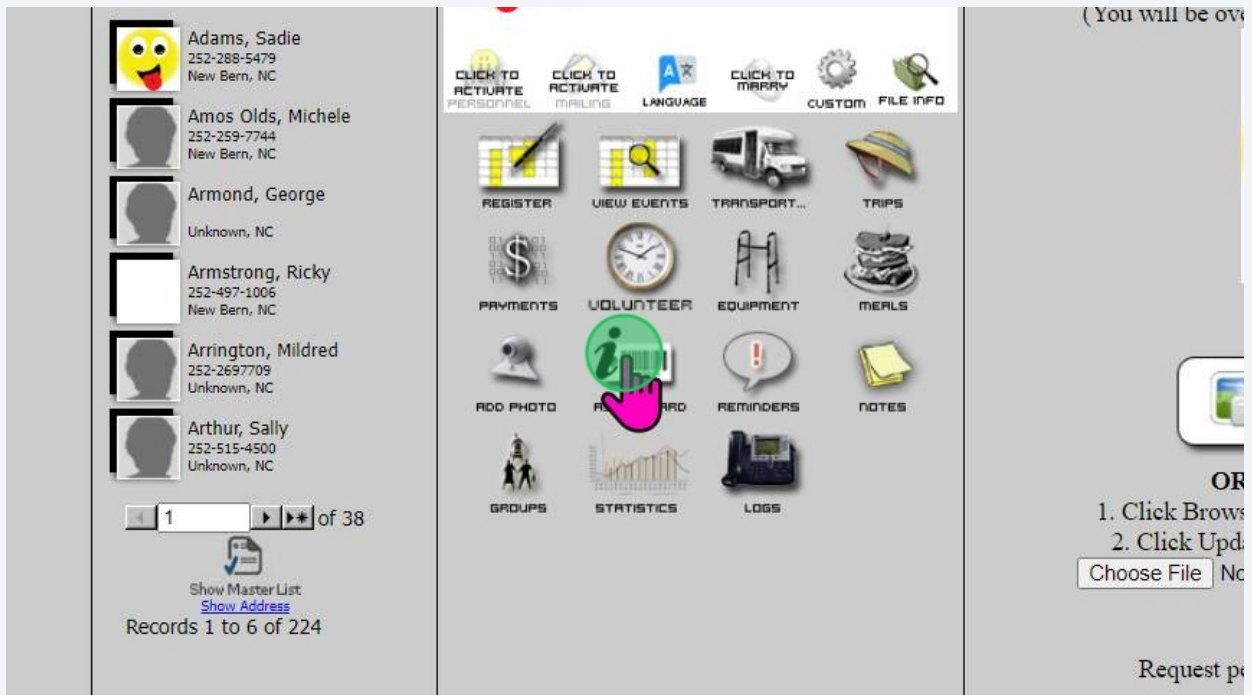 Adams, Sadie
252-288-5479
New Bern, NC
Amos Olds, Michele
252-259-7744
New Bern, NC
Armond, George
Unknown, NC
Armstrong, Ricky
252-497-1006
New Bern, NC
Arrington, Mildred
252-2697709
Unknown, NC
Arthur, Sally
252-515-4500
Unknown, NC
1 of 38
Show Master List
Show Address
Records 1 to 6 of 224
CLICK TO ACTIVATE PERSONNEL
CLICK TO ACTIVATE MAILING
LANGUAGE
CLICK TO MARRY
CUSTOM
FILE INFO
REGISTER
VIEW EVENTS
TRANSPORT...
TRIPS
PAYMENTS
VOLUNTEER
EQUIPMENT
MEALS
ADD PHOTO
REMINDERS
NOTES
GROUPS
STATISTICS
LOGS
(You will be
OR
1. Click
2. Click
Choose File
Request